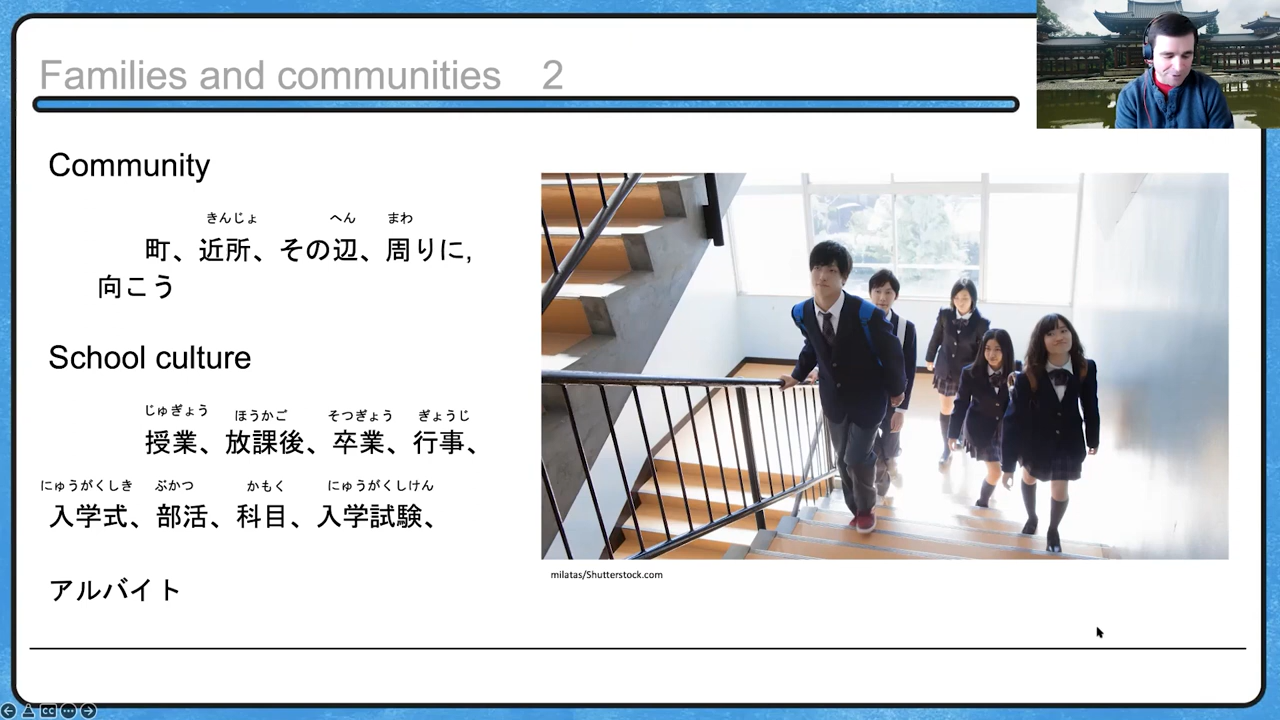 Families and communities 2
Community
きんじょ へん まわ
町、近所、その辺、周りに,
向こう
School culture
じゅぎょう ほうかご そつぎょう ぎょうじ
授業、放課後、卒業、行事、
にゅうがくしき ぶかつ かもく にゅうがくしけん
入学式、部活、科目、入学試験、
アルバイト
milatas/Shutterstock.com
CC